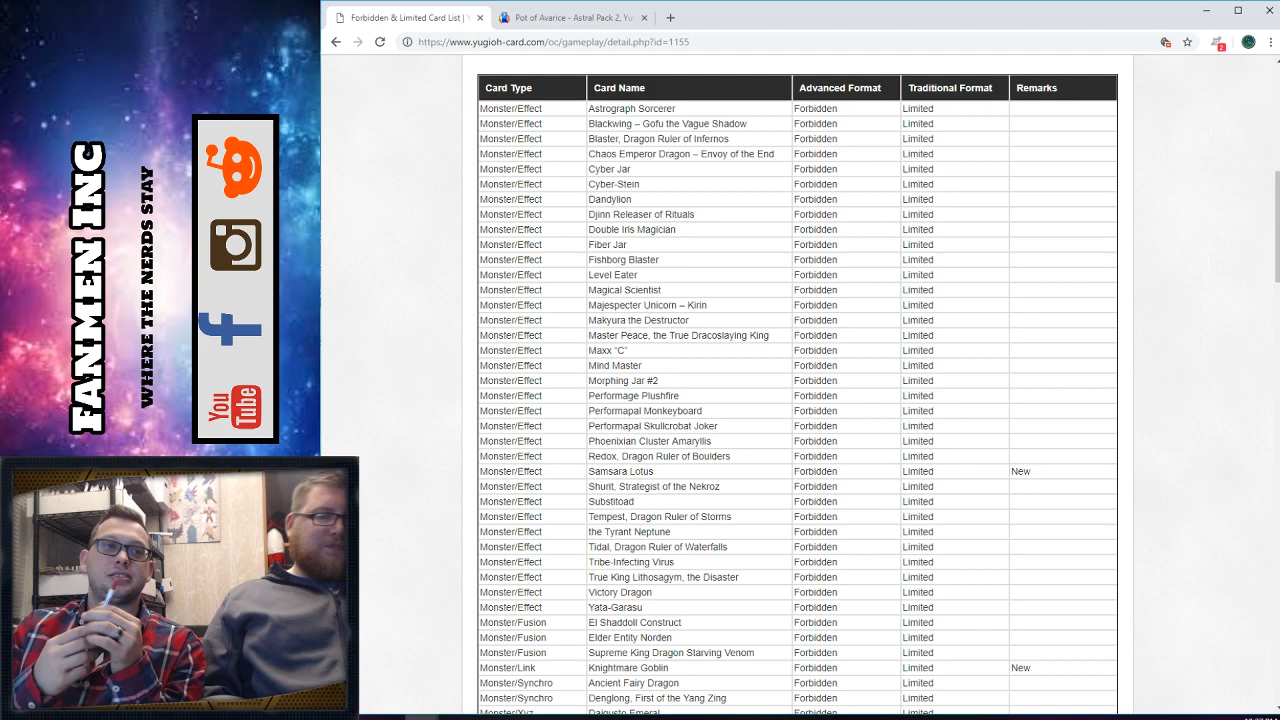 FANMEN INC
WHERE THE NERDS STAY
You Tube
Forbidden & Limited Card List | Y
Pot of Avarice - Astral Pack 2, Yu
https://www.yugioh-card.com/oc/gameplay/detail.php?id=1155
2
Card Type Card Name Advanced Format Traditional Format Remarks
Monster/Effect Astrograph Sorcerer Forbidden Limited
Monster/Effect Blackwing – Gofu the Vague Shadow Forbidden Limited
Monster/Effect Blaster, Dragon Ruler of Infernos Forbidden Limited
Monster/Effect Chaos Emperor Dragon – Envoy of the End Forbidden Limited
Monster/Effect Cyber Jar Forbidden Limited
Monster/Effect Cyber-Stein Forbidden Limited
Monster/Effect Dandylion Forbidden Limited
Monster/Effect Djinn Releaser of Rituals Forbidden Limited
Monster/Effect Double Iris Magician Forbidden Limited
Monster/Effect Fiber Jar Forbidden Limited
Monster/Effect Fishborg Blaster Forbidden Limited
Monster/Effect Level Eater Forbidden Limited
Monster/Effect Magical Scientist Forbidden Limited
Monster/Effect Majespecter Unicorn – Kirin Forbidden Limited
Monster/Effect Makyura the Destructor Forbidden Limited
Monster/Effect Master Peace, the True Dracoslaying King Forbidden Limited
Monster/Effect Maxx "C" Forbidden Limited
Monster/Effect Mind Master Forbidden Limited
Monster/Effect Morphing Jar #2 Forbidden Limited
Monster/Effect Performage Plushfire Forbidden Limited
Monster/Effect Performapal Monkeyboard Forbidden Limited
Monster/Effect Performapal Skullcrobat Joker Forbidden Limited
Monster/Effect Phoenixian Cluster Amaryllis Forbidden Limited
Monster/Effect Redox, Dragon Ruler of Boulders Forbidden Limited
Monster/Effect Samsara Lotus Forbidden Limited New
Monster/Effect Shurit, Strategist of the Nekroz Forbidden Limited
Monster/Effect Substitoad Forbidden Limited
Monster/Effect Tempest, Dragon Ruler of Storms Forbidden Limited
Monster/Effect the Tyrant Neptune Forbidden Limited
Monster/Effect Tidal, Dragon Ruler of Waterfalls Forbidden Limited
Monster/Effect Tribe-Infecting Virus Forbidden Limited
Monster/Effect True King Lithosagym, the Disaster Forbidden Limited
Monster/Effect Victory Dragon Forbidden Limited
Monster/Effect Yata-Garasu Forbidden Limited
Monster/Fusion El Shaddoll Construct Forbidden Limited
Monster/Fusion Elder Entity Norden Forbidden Limited
Monster/Fusion Supreme King Dragon Starving Venom Forbidden Limited
Monster/Link Knightmare Goblin Forbidden Limited New
Monster/Synchro Ancient Fairy Dragon Forbidden Limited
Monster/Synchro Denglong, First of the Yang Zing Forbidden Limited
Monster/Xyz Daigusto Emeral Forbidden Limited